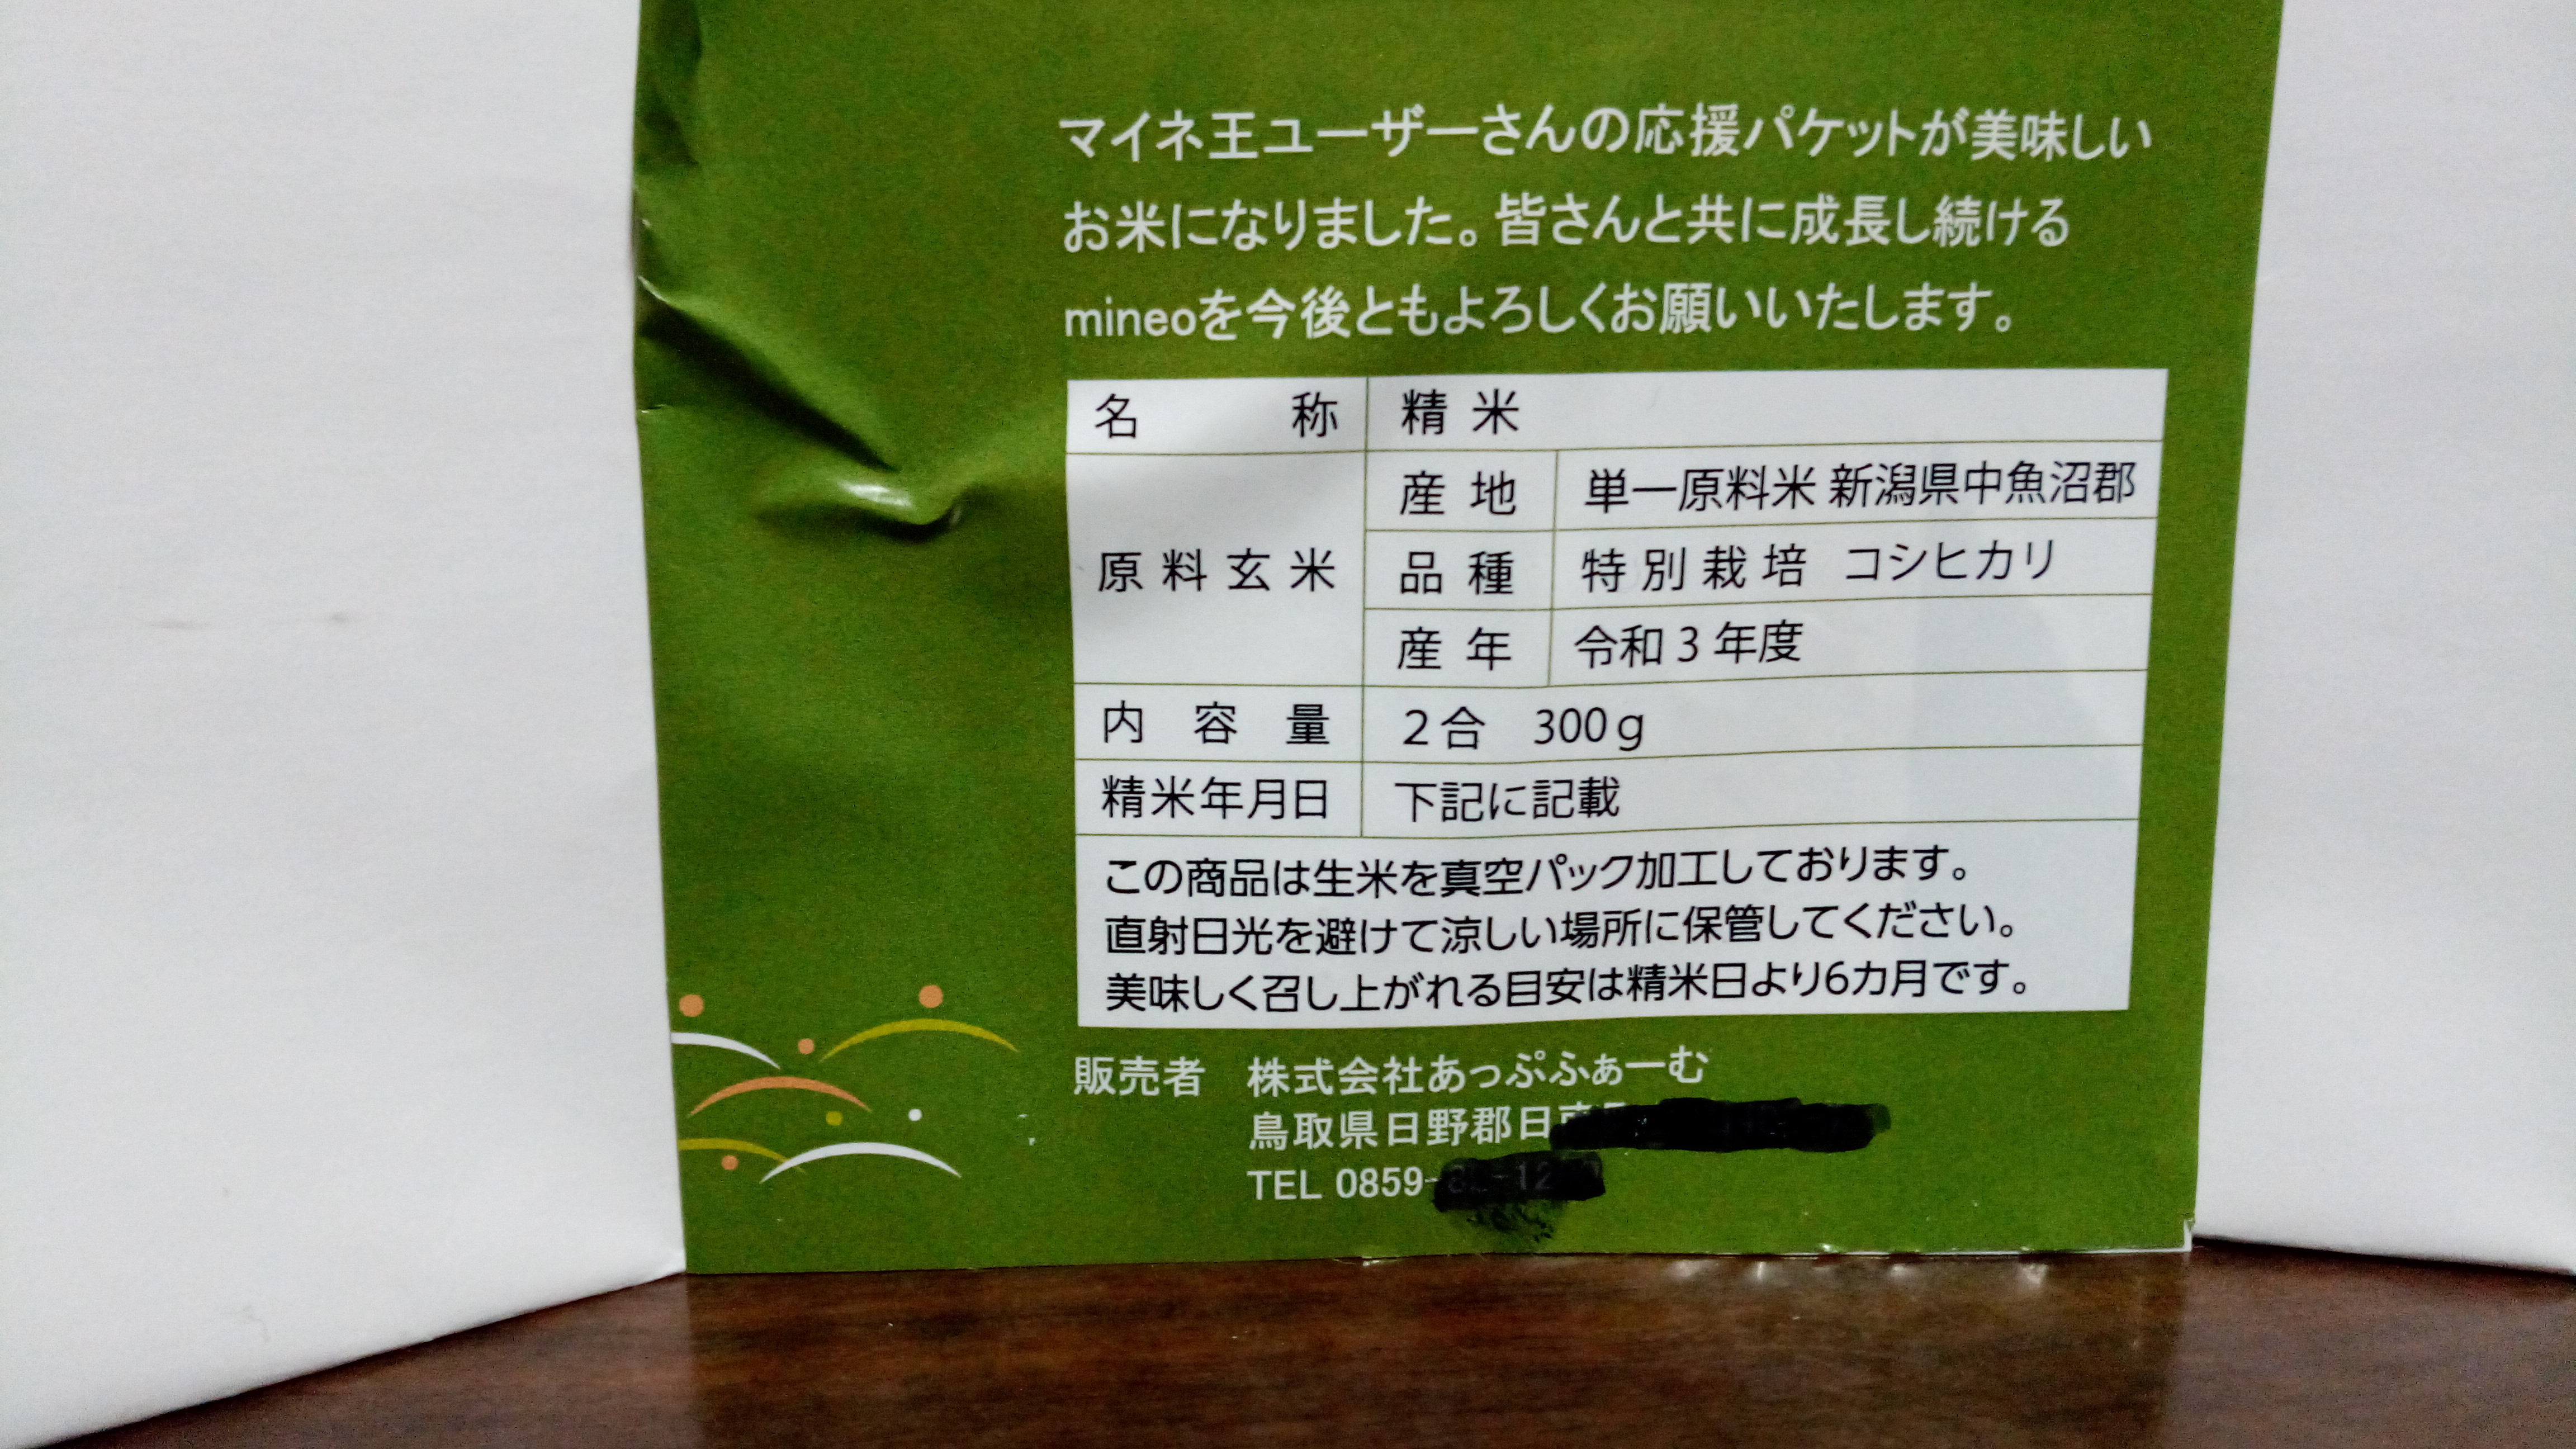 マイネ王ユーザーさんの応援パケットが美味しい
お米になりました。皆さんと共に成長し続ける
mineoを今後ともよろしくお願いいたします。
名称 精米
原料玄米
産地 単一原料米 新潟県中魚沼郡
品種 特別栽培 コシヒカリ
産年 令和3年度
内容量 2合 300g
精米年月日 下記に記載
この商品は生米を真空パック加工しております。
直射日光を避けて涼しい場所に保管してください。
美味しく召し上がれる目安は精米日より6カ月です。
販売者 株式会社あっぷふぁーむ
鳥取県日野郡日
TEL 0859-